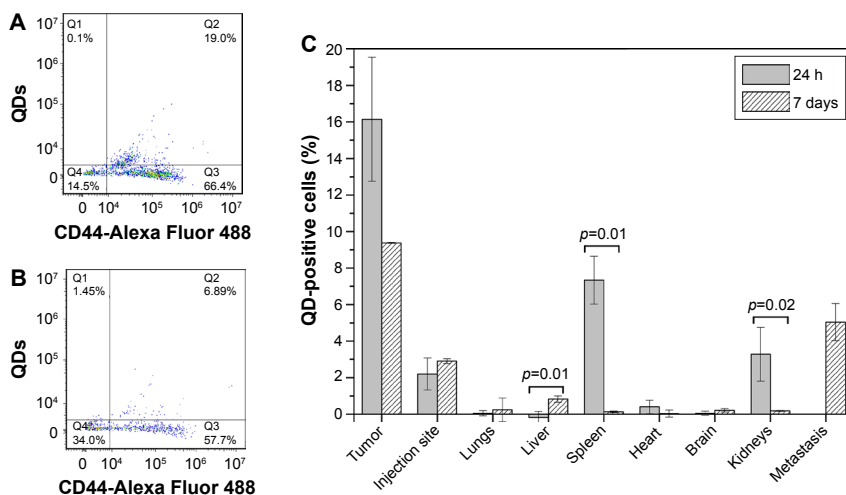 A
Q1
0.1%
Q2
19.0%
10⁷
10⁶
10⁵
10⁴
0
QDs
Q4
14.5%
Q3
66.4%
0 10⁴ 10⁵ 10⁶ 10⁷
CD44-Alexa Fluor 488
B
Q1
1.45%
Q2
6.89%
10⁷
10⁶
10⁵
10⁴
0
QDs
Q4
34.0%
Q3
57.7%
0 10⁴ 10⁵ 10⁶ 10⁷
CD44-Alexa Fluor 488
C
20
18
16
14
12
10
8
6
4
2
0
QD-positive cells (%)
24 h
7 days
p=0.01
p=0.01
p=0.02
Tumor
Injection site
Lungs
Liver
Spleen
Heart
Brain
Kidneys
Metastasis